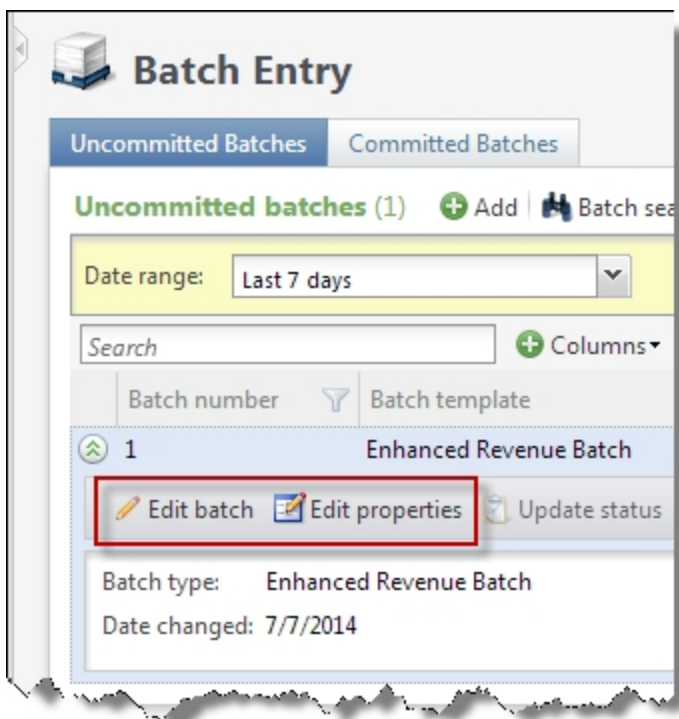 Batch Entry
Uncommitted Batches Committed Batches
Uncommitted batches (1) Add Batch sea
Date range: Last 7 days
Search Columns
Batch number Batch template
1 Enhanced Revenue Batch
Edit batch Edit properties Update status
Batch type: Enhanced Revenue Batch
Date changed: 7/7/2014